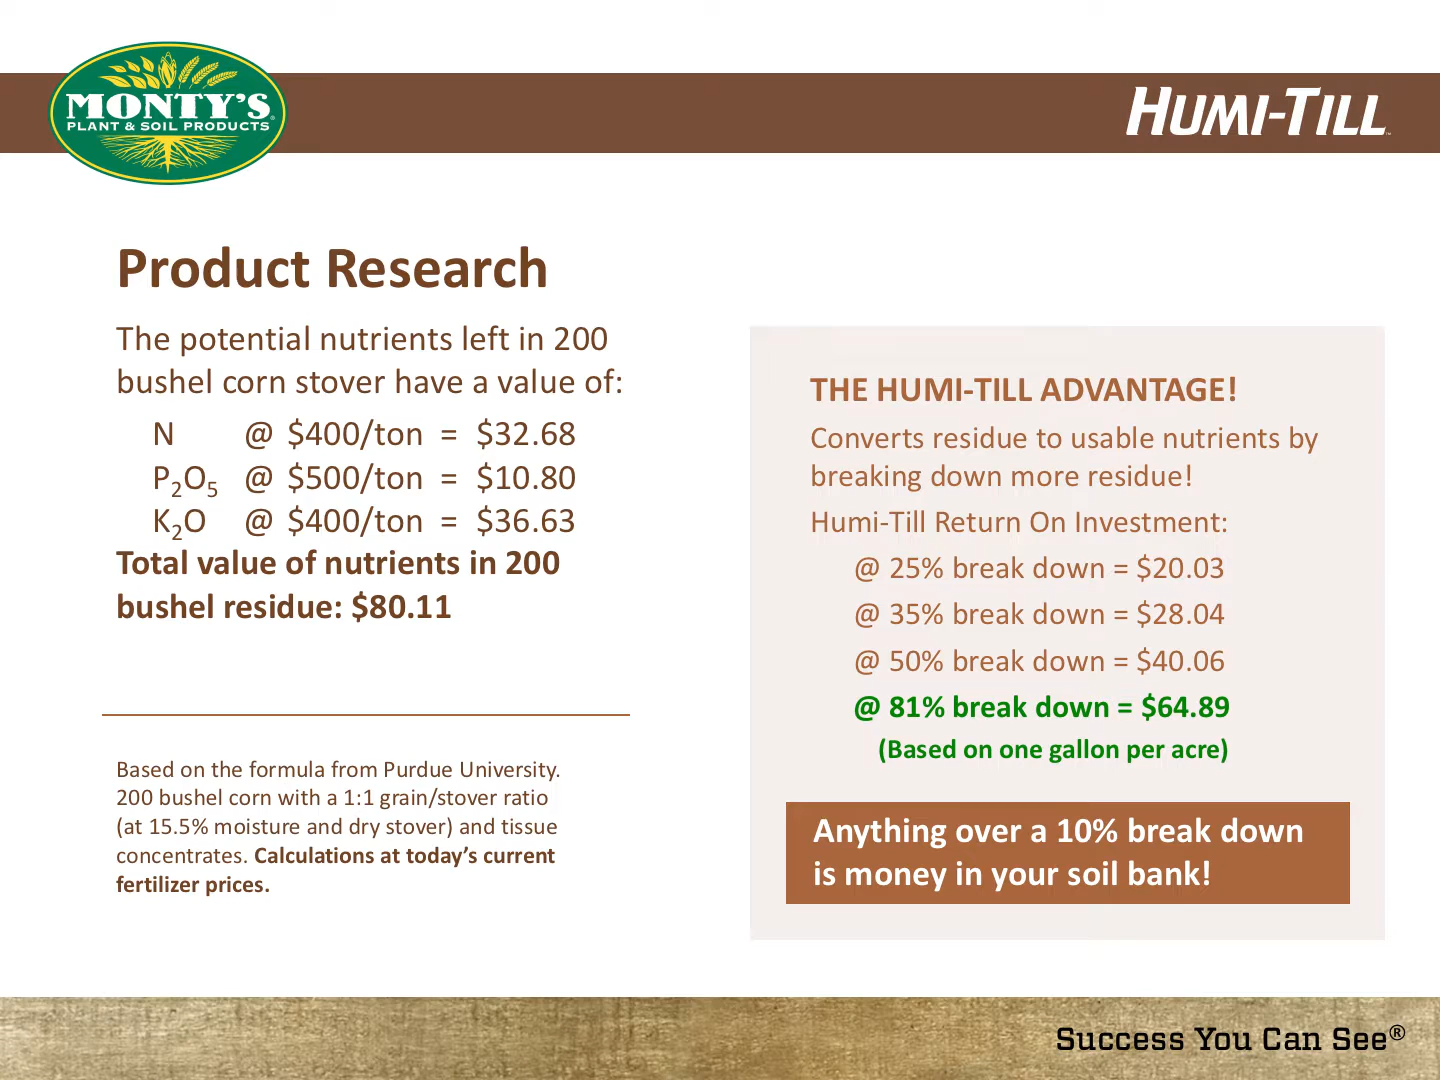 MONTY'S®
PLANT & SOIL PRODUCTS
HUMI-TILL™
Product Research
The potential nutrients left in 200
bushel corn stover have a value of:
N @ $400/ton = $32.68
P₂O₅ @ $500/ton = $10.80
K₂O @ $400/ton = $36.63
Total value of nutrients in 200
bushel residue: $80.11
Based on the formula from Purdue University.
200 bushel corn with a 1:1 grain/stover ratio
(at 15.5% moisture and dry stover) and tissue
concentrates. Calculations at today’s current
fertilizer prices.
THE HUMI-TILL ADVANTAGE!
Converts residue to usable nutrients by
breaking down more residue!
Humi-Till Return On Investment:
@ 25% break down = $20.03
@ 35% break down = $28.04
@ 50% break down = $40.06
@ 81% break down = $64.89
(Based on one gallon per acre)
Anything over a 10% break down
is money in your soil bank!
Success You Can See®